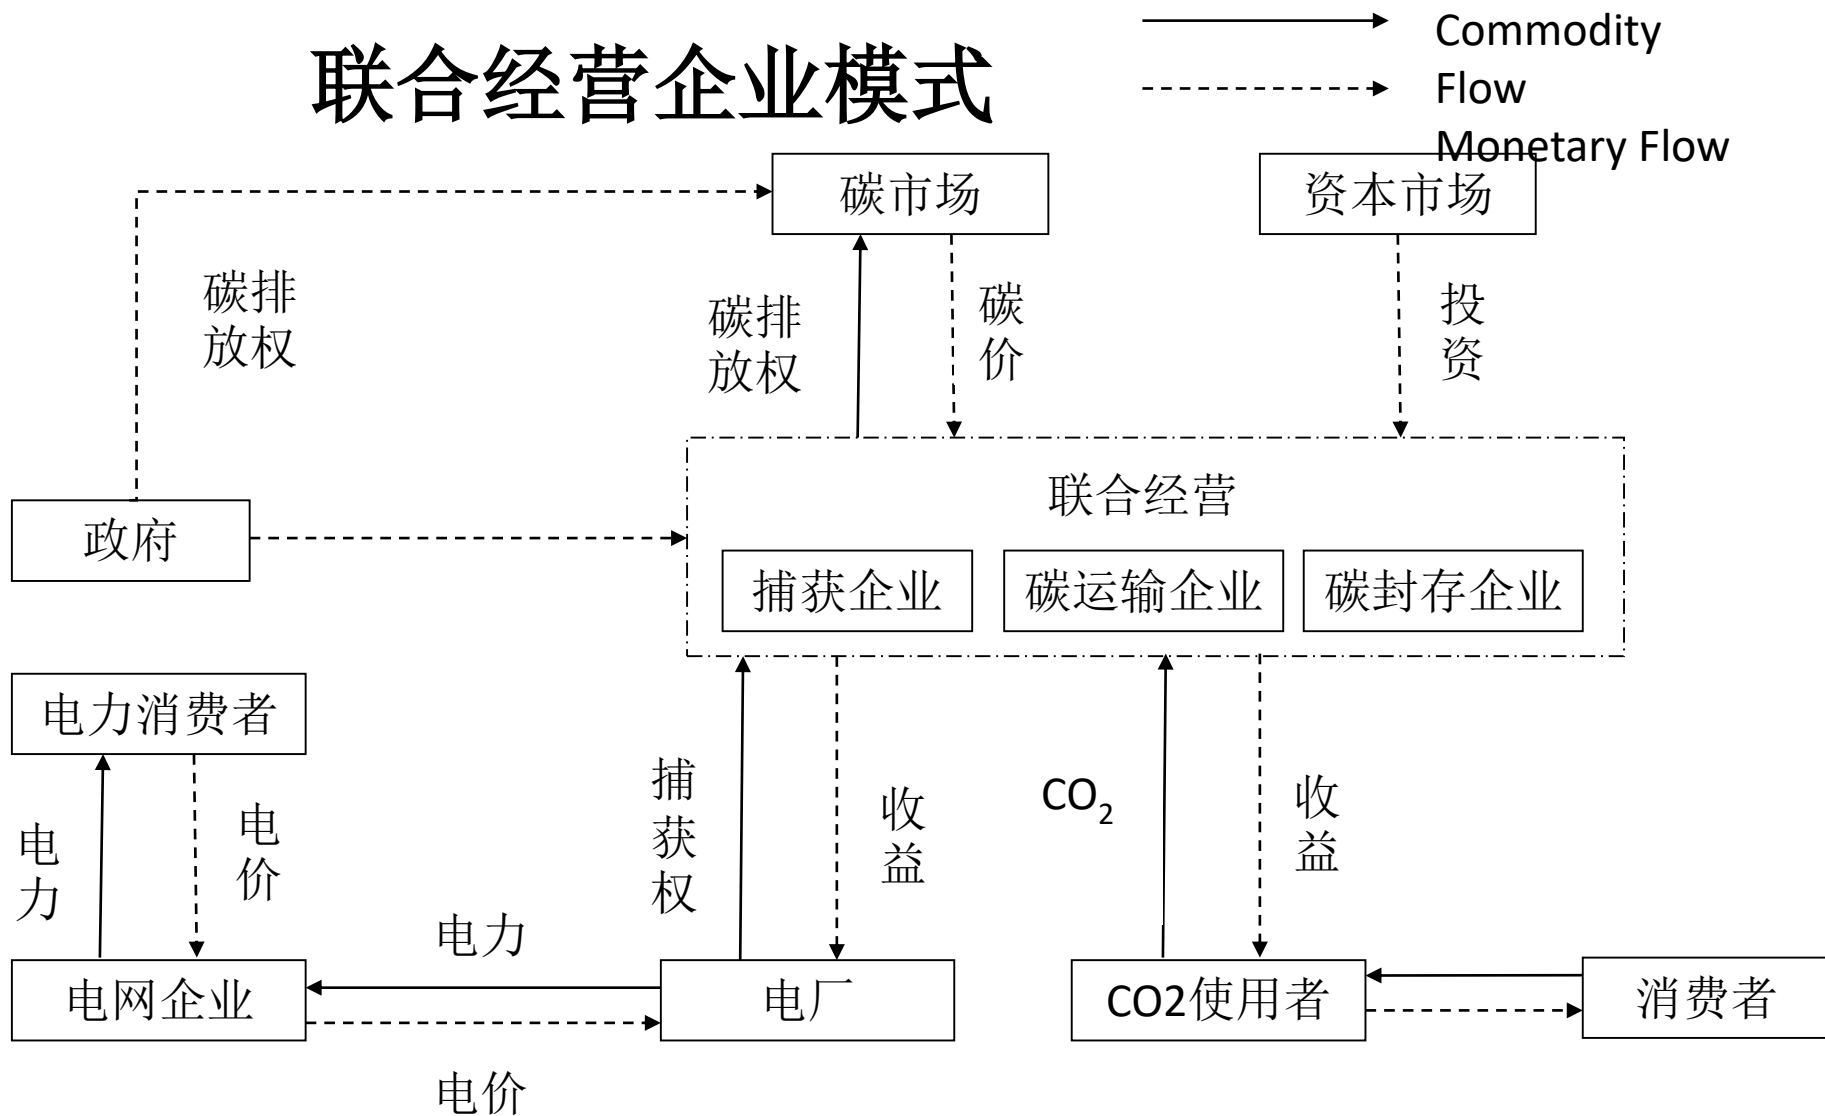 联合经营企业模式
Commodity
Flow
Monetary Flow
碳市场
资本市场
碳排
放权
碳排
放权
碳
价
投
资
联合经营
政府
捕获企业
碳运输企业
碳封存企业
电力消费者
电
力
电
价
捕
获
权
收
益
CO₂
收
益
电力
电网企业
电厂
CO2使用者
消费者
电价